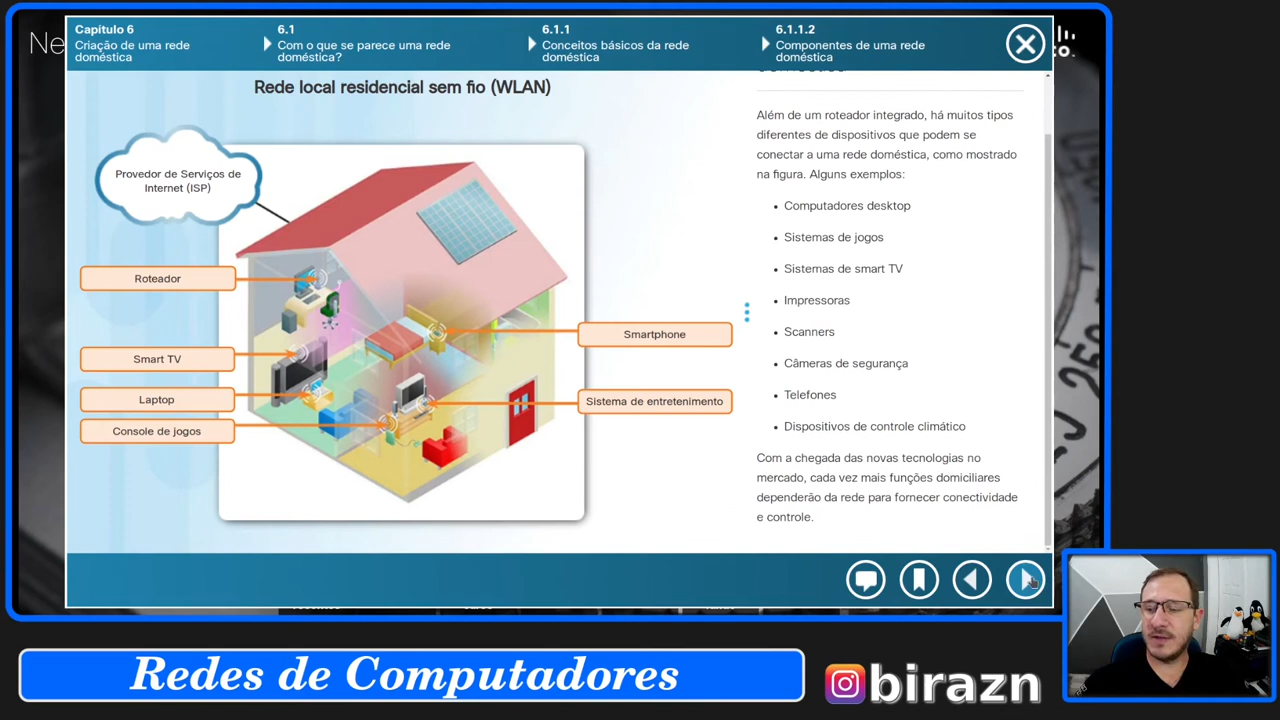 Ne
Capítulo 6
Criação de uma rede
doméstica
6.1
Com o que se parece uma rede
doméstica?
6.1.1
Conceitos básicos da rede
doméstica
6.1.1.2
Componentes de uma rede
doméstica
Rede local residencial sem fio (WLAN)
Provedor de Serviços de
Internet (ISP)
Roteador
Smart TV
Laptop
Console de jogos
Smartphone
Sistema de entretenimento
Além de um roteador integrado, há muitos tipos
diferentes de dispositivos que podem se
conectar a uma rede doméstica, como mostrado
na figura. Alguns exemplos:
• Computadores desktop
• Sistemas de jogos
• Sistemas de smart TV
• Impressoras
• Scanners
• Câmeras de segurança
• Telefones
• Dispositivos de controle climático
Com a chegada das novas tecnologias no
mercado, cada vez mais funções domiciliares
dependerão da rede para fornecer conectividade
e controle.
Redes de Computadores
birazn